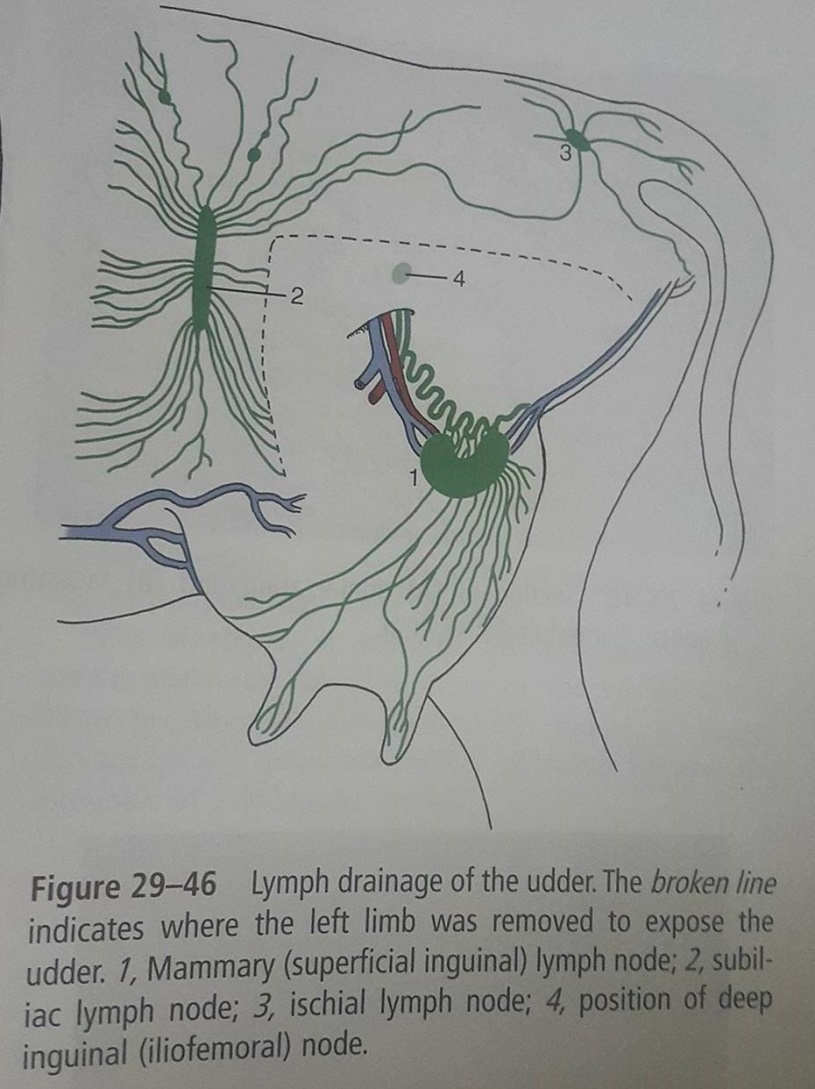 3
4
2
1
Figure 29–46 Lymph drainage of the udder. The broken line
indicates where the left limb was removed to expose the
udder. 1, Mammary (superficial inguinal) lymph node; 2, subil-
iac lymph node; 3, ischial lymph node; 4, position of deep
inguinal (iliofemoral) node.